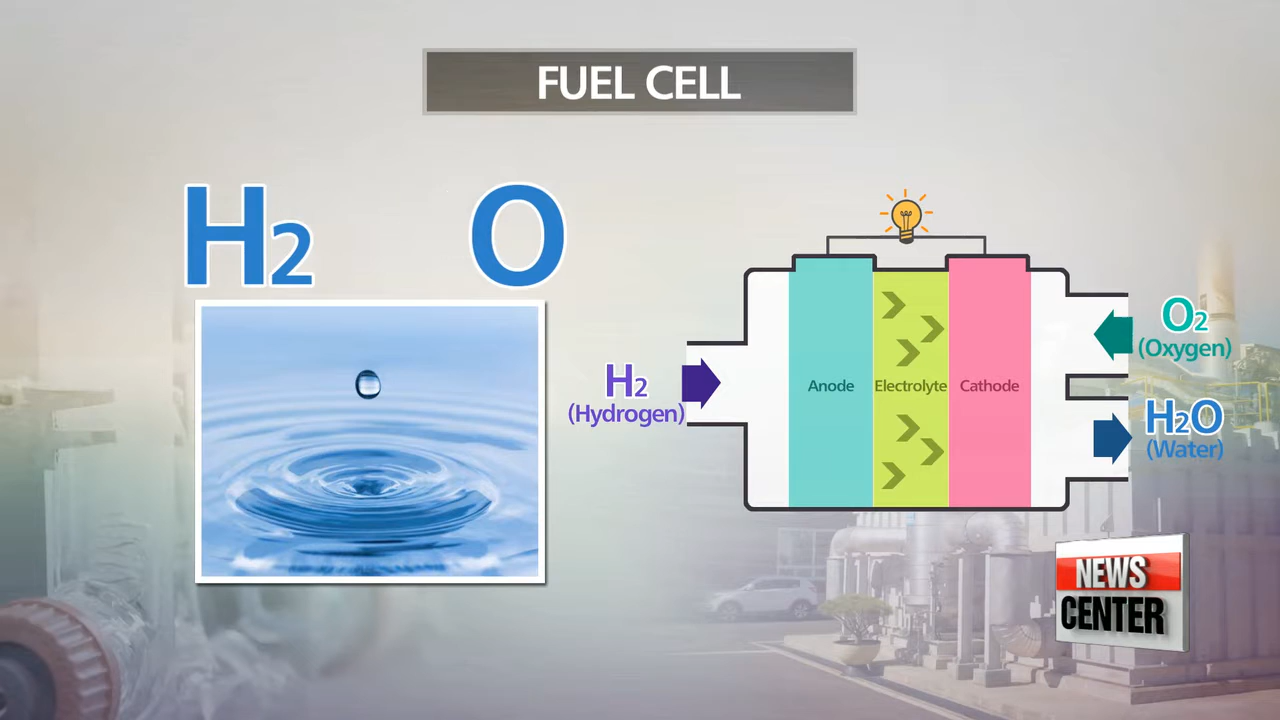 FUEL CELL
H2 O
H2
(Hydrogen)
Anode
Electrolyte
Cathode
O2
(Oxygen)
H2O
(Water)
NEWS
CENTER